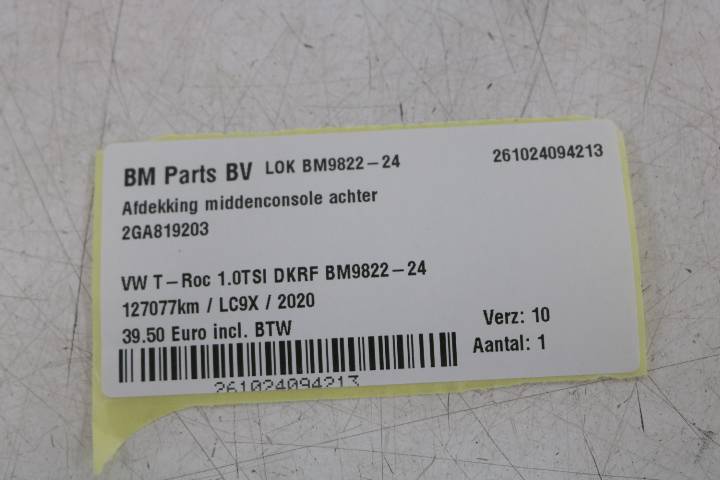 BM Parts BV LOK BM9822-24 261024094213
Afdekking middenconsole achter
2GA819203
VW T-Roc 1.0TSI DKRF BM9822-24
127077km / LC9X / 2020
39.50 Euro incl. BTW
Verz: 10
Aantal: 1
261024094213